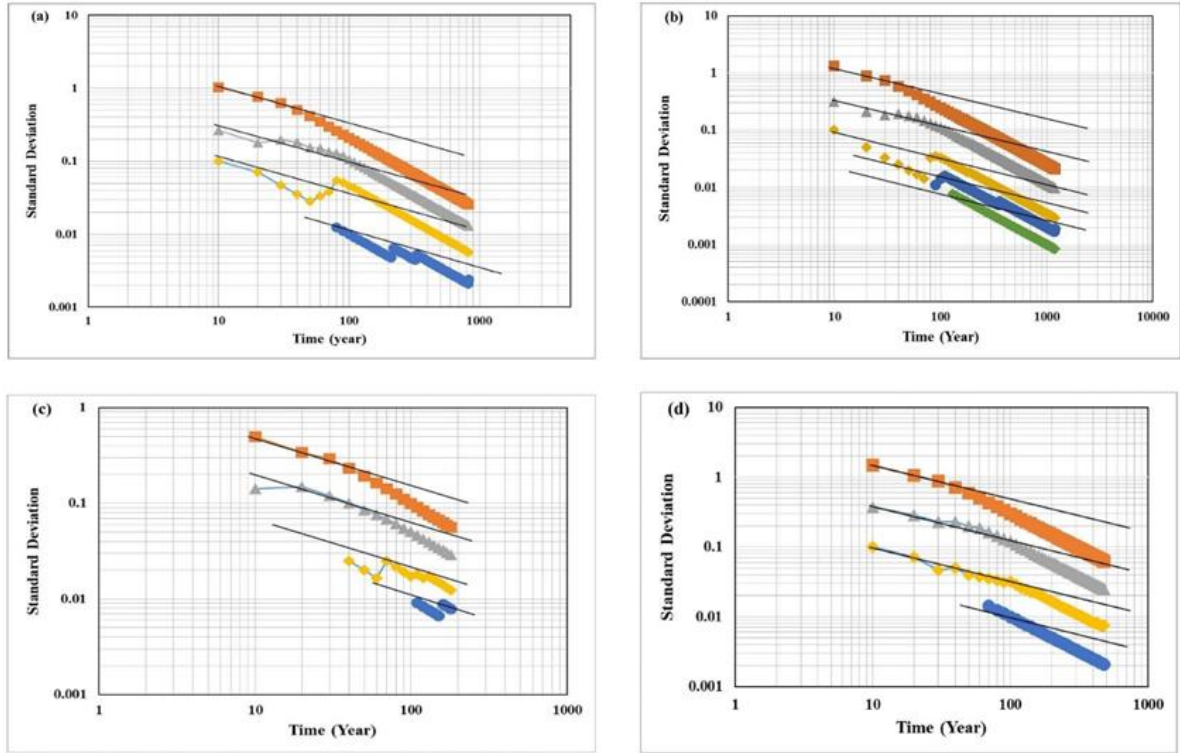 (a)
10
1
0.1
0.01
0.001
Standard Deviation
1 10 100 1000
Time (year)
(b)
10
1
0.1
0.01
0.001
0.0001
Standard Deviation
1 10 100 1000 10000
Time (Year)
(c)
1
0.1
0.01
0.001
Standard Deviation
1 10 100 1000
Time (Year)
(d)
10
1
0.1
0.01
0.001
Standard Deviation
1 10 100 1000
Time (Year)